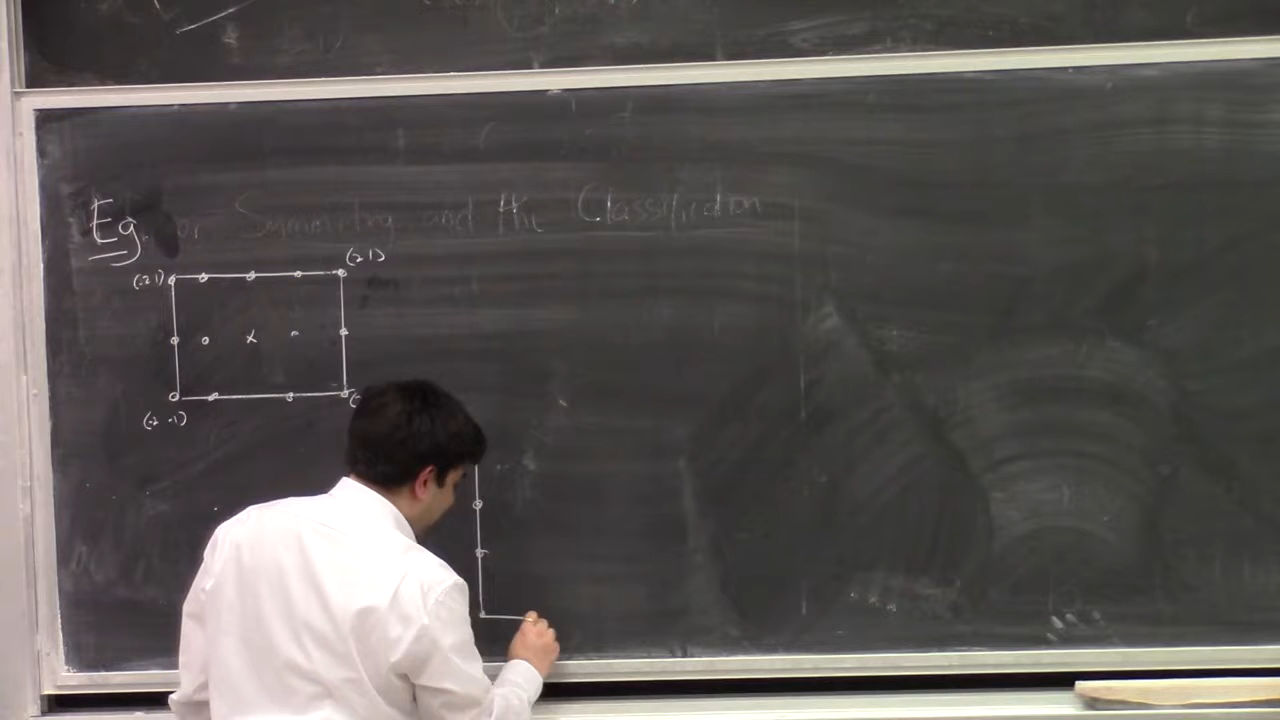 Eg. or Symmetry and the Classification
(-2 1) (2 1)
(-2 -1)